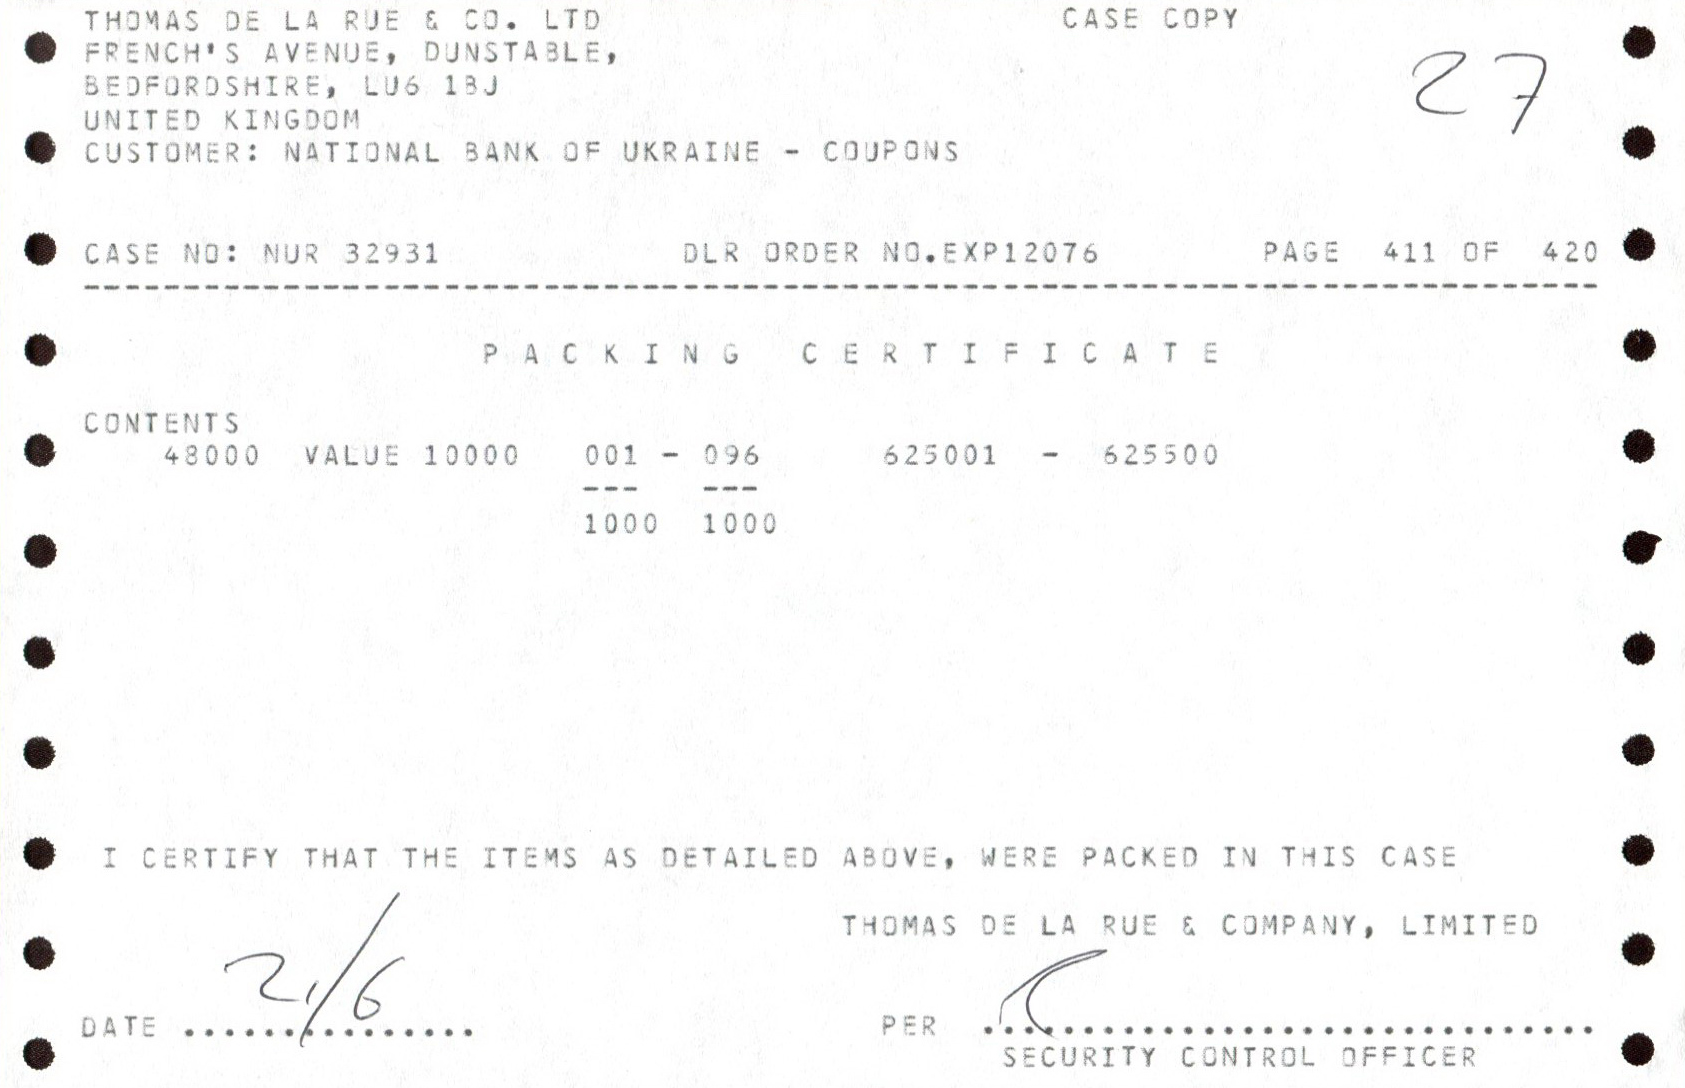 THOMAS DE LA RUE & CO. LTD
CASE COPY
FRENCH'S AVENUE, DUNSTABLE,
27
BEDFORDSHIRE, LU6 1BJ
UNITED KINGDOM
CUSTOMER: NATIONAL BANK OF UKRAINE - COUPONS
CASE NO: NUR 32931 DLR ORDER NO.EXP12076 PAGE 411 OF 420
PACKING CERTIFICATE
CONTENTS
48000 VALUE 10000 001 - 096 625001 - 625500
1000 1000
I CERTIFY THAT THE ITEMS AS DETAILED ABOVE, WERE PACKED IN THIS CASE
THOMAS DE LA RUE & COMPANY, LIMITED
DATE 21/6 PER
SECURITY CONTROL OFFICER